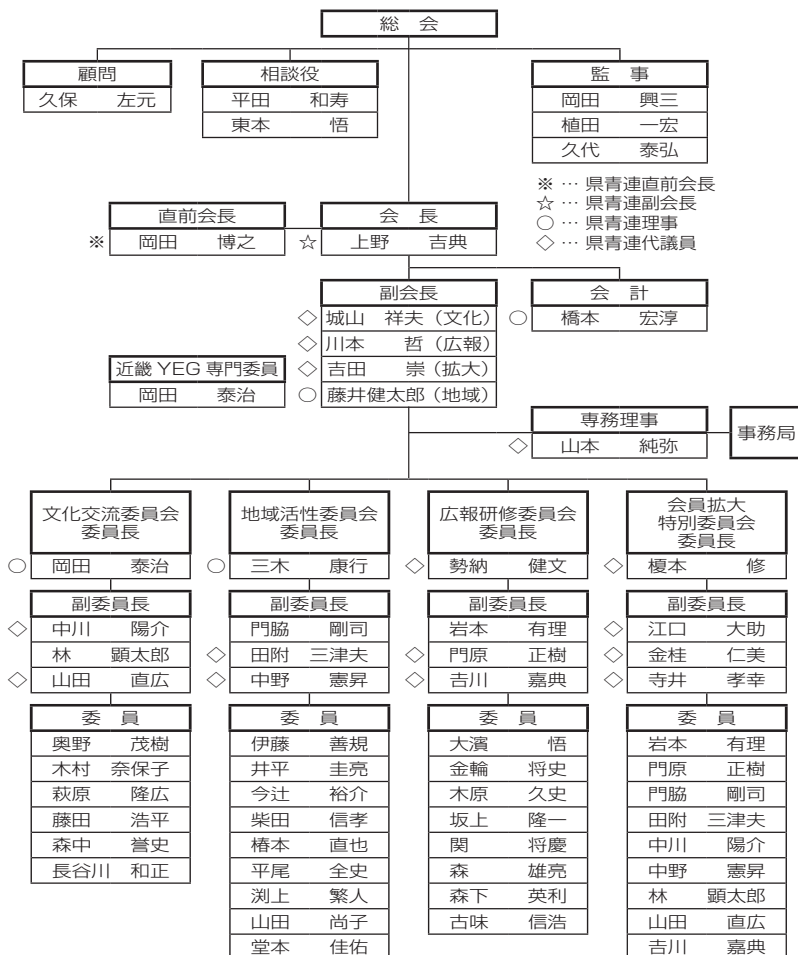 総 会
顧問
久保 左元
相談役
平田 和寿
東本 悟
監 事
岡田 興三
植田 一宏
久代 泰弘
※ … 県青連直前会長
☆ … 県青連副会長
○ … 県青連理事
◇ … 県青連代議員
直前会長
※ 岡田 博之
会 長
☆ 上野 吉典
副会長
◇ 城山 祥夫（文化）
◇ 川本 哲（広報）
◇ 吉田 崇（拡大）
○ 藤井健太郎（地域）
会 計
○ 橋本 宏淳
近畿 YEG 専門委員
岡田 泰治
専務理事
◇ 山本 純弥
事務局
文化交流委員会
委員長
○ 岡田 泰治
副委員長
◇ 中川 陽介
林 顕太郎
◇ 山田 直広
委 員
奥野 茂樹
木村 奈保子
萩原 隆広
藤田 浩平
森中 誉史
長谷川 和正
地域活性委員会
委員長
○ 三木 康行
副委員長
門脇 剛司
◇ 田附 三津夫
◇ 中野 憲昇
委 員
伊藤 善規
井平 圭亮
今辻 裕介
柴田 信孝
椿本 直也
平尾 全史
渕上 繁人
山田 尚子
堂本 佳佑
広報研修委員会
委員長
◇ 勢納 健文
副委員長
岩本 有理
◇ 門原 正樹
◇ 吉川 嘉典
委 員
大濱 悟
金輪 将史
木原 久史
坂上 隆一
関 将慶
森 雄亮
森下 英利
古味 信浩
会員拡大
特別委員会
委員長
◇ 榎本 修
副委員長
◇ 江口 大助
◇ 金桂 仁美
◇ 寺井 孝幸
委 員
岩本 有理
門原 正樹
門脇 剛司
田附 三津夫
中川 陽介
中野 憲昇
林 顕太郎
山田 直広
吉川 嘉典